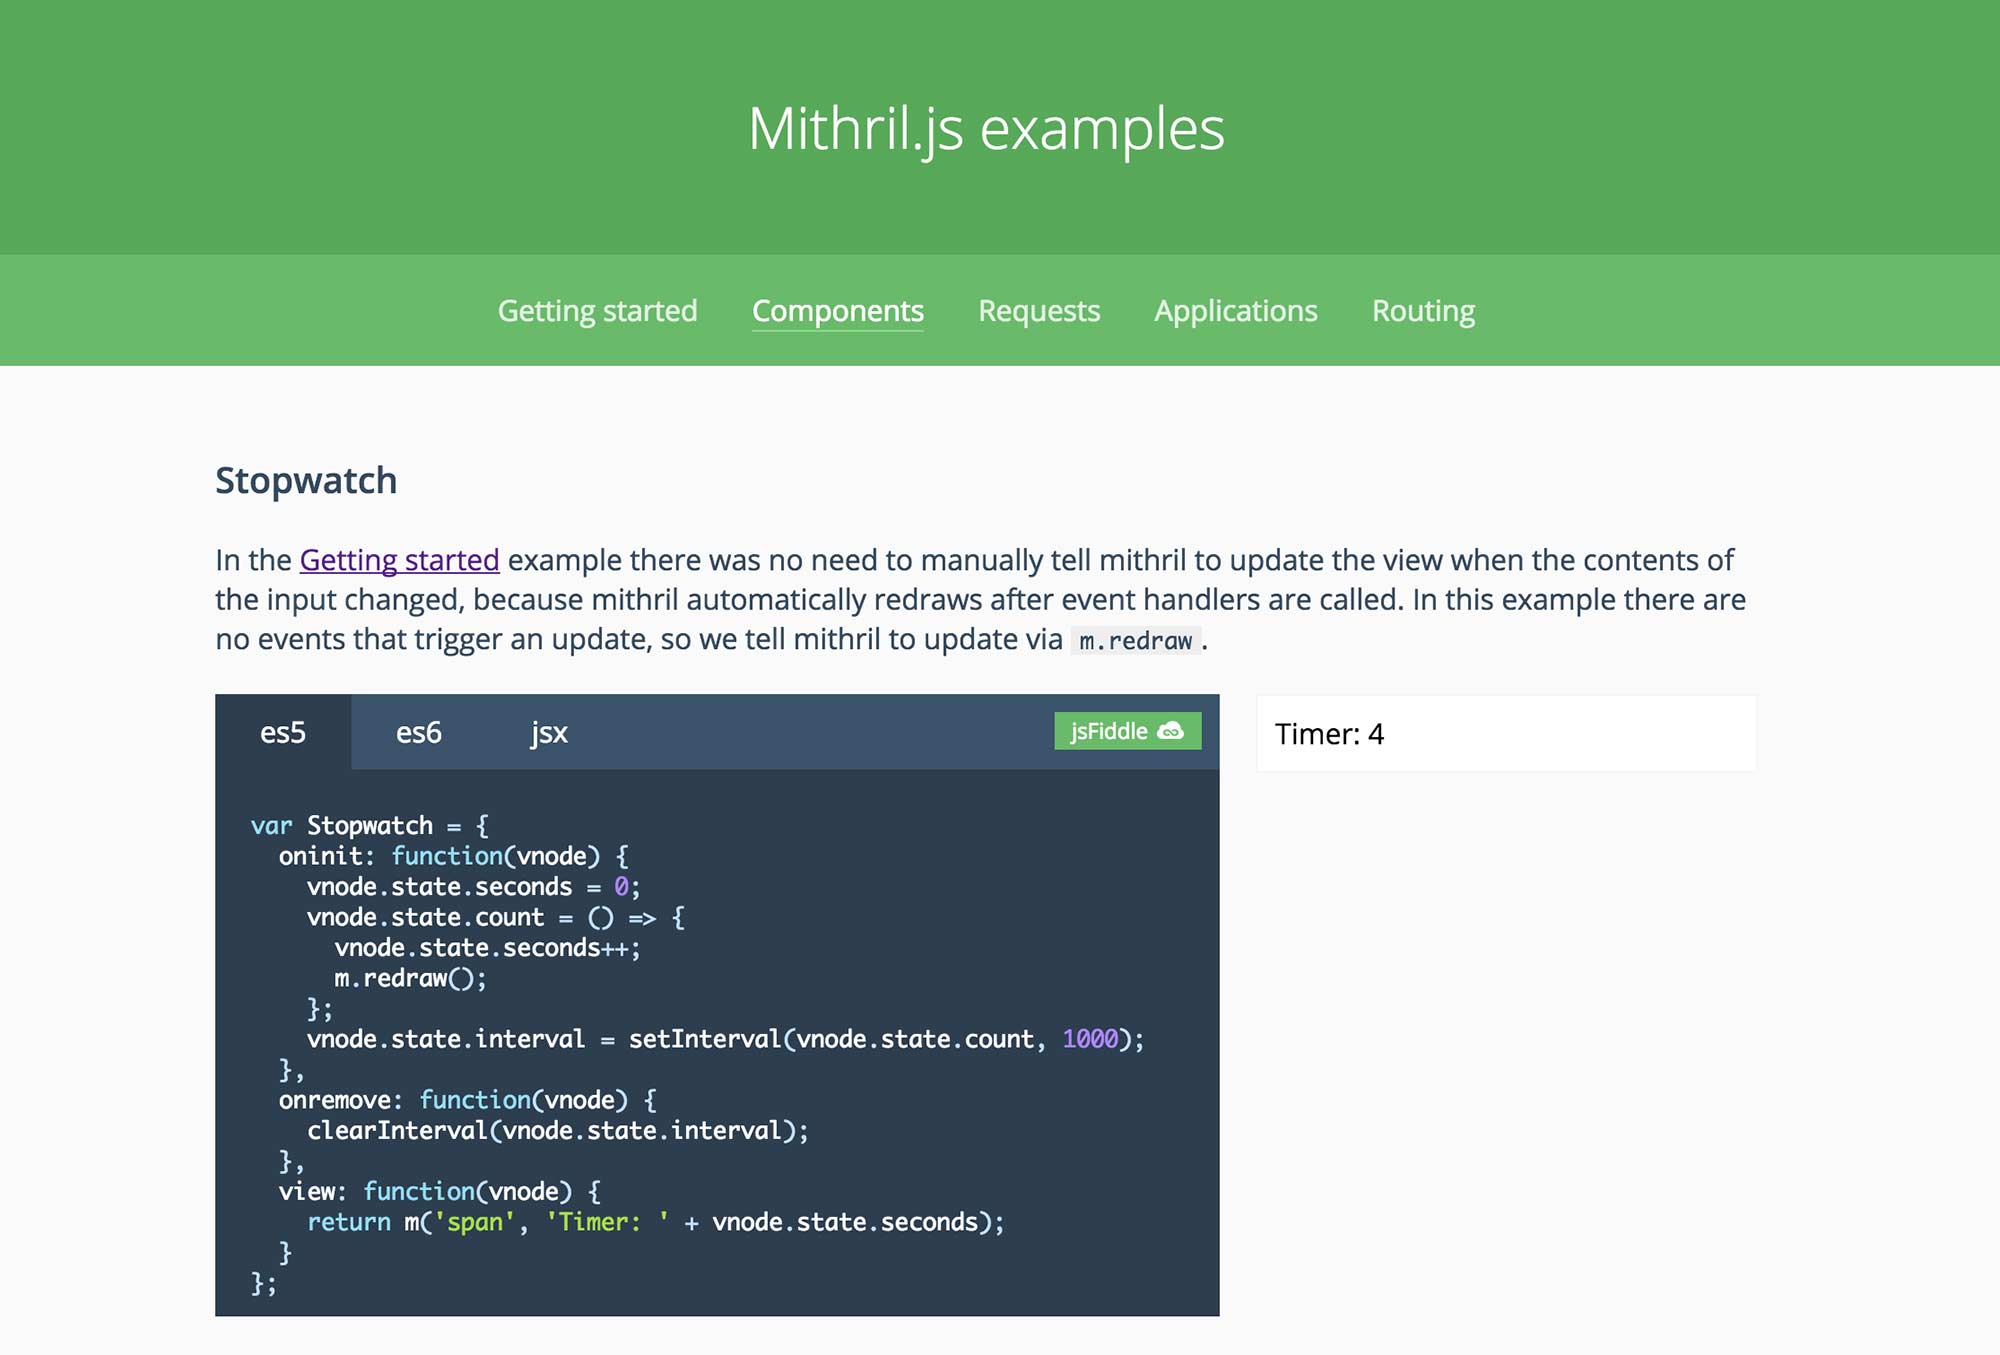 Mithril.js examples
Getting started Components Requests Applications Routing
Stopwatch
In the Getting started example there was no need to manually tell mithril to update the view when the contents of
the input changed, because mithril automatically redraws after event handlers are called. In this example there are
no events that trigger an update, so we tell mithril to update via m.redraw.
es5 es6 jsx jsFiddle
Timer: 4
var Stopwatch = {
  oninit: function(vnode) {
    vnode.state.seconds = 0;
    vnode.state.count = () => {
      vnode.state.seconds++;
      m.redraw();
    };
    vnode.state.interval = setInterval(vnode.state.count, 1000);
  },
  onremove: function(vnode) {
    clearInterval(vnode.state.interval);
  },
  view: function(vnode) {
    return m('span', 'Timer: ' + vnode.state.seconds);
  }
};